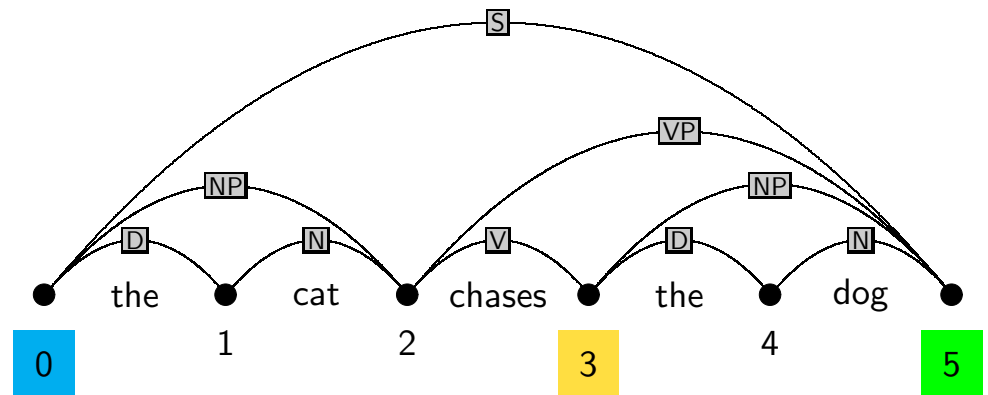 S
VP
NP NP
D N V D N
the cat chases the dog
0 1 2 3 4 5